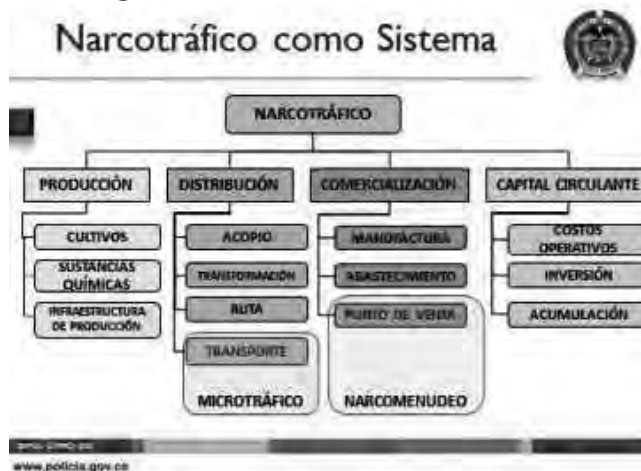 Narcotráfico como Sistema
NARCOTRÁFICO
PRODUCCIÓN
CULTIVOS
SUSTANCIAS
QUÍMICAS
INFRAESTRUCTURA
DE PRODUCCIÓN
DISTRIBUCIÓN
ACOPIO
TRANSFORMACIÓN
RUTA
TRANSPORTE
MICROTRÁFICO
COMERCIALIZACIÓN
MANUFACTURA
ABASTECIMIENTO
PUNTO DE VENTA
NARCOMENUDEO
CAPITAL CIRCULANTE
COSTOS
OPERATIVOS
INVERSIÓN
ACUMULACIÓN
www.policia.gov.co